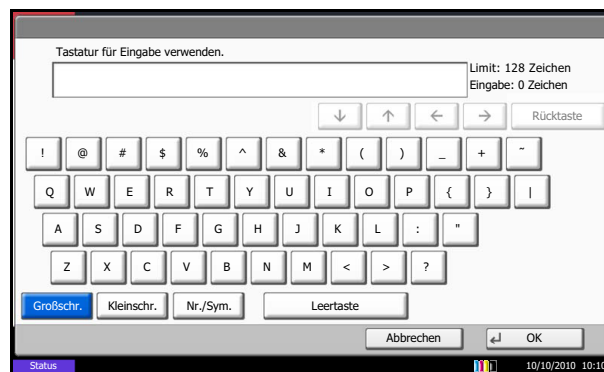 Tastatur für Eingabe verwenden.
Limit: 128 Zeichen
Eingabe: 0 Zeichen
↓ ↑ ← → Rücktaste
! @ # $ % ^ & * ( ) _ + ~
Q W E R T Y U I O P { } |
A S D F G H J K L : "
Z X C V B N M < > ?
Großschr. Kleinschr. Nr./Sym. Leertaste
Abbrechen OK
Status 10/10/2010 10:10